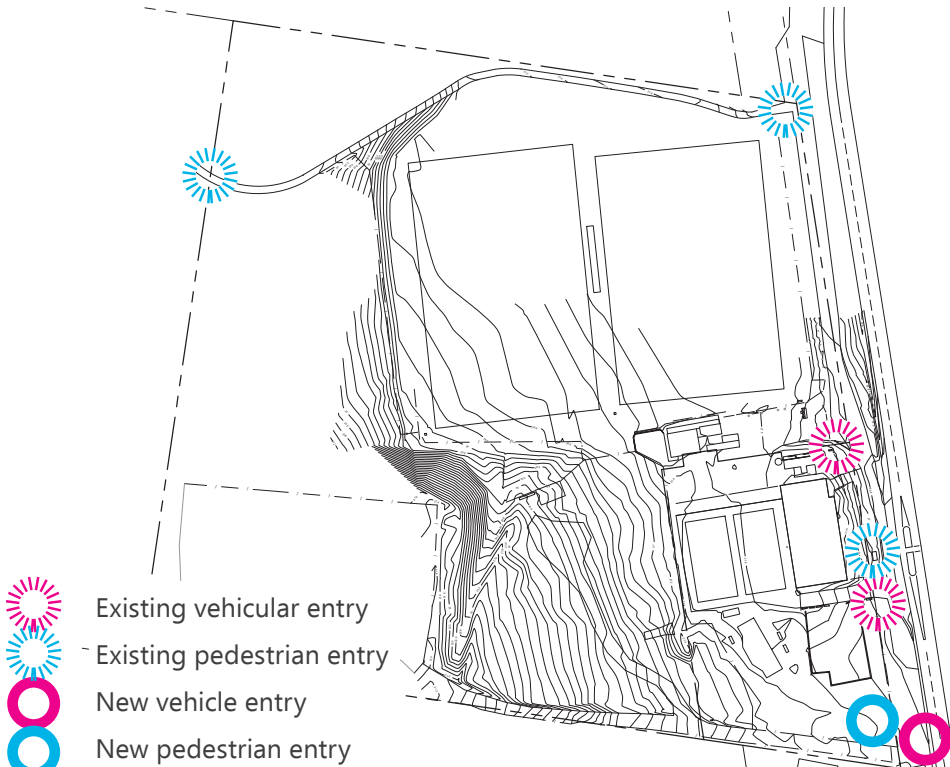 Existing vehicular entry
Existing pedestrian entry
New vehicle entry
New pedestrian entry